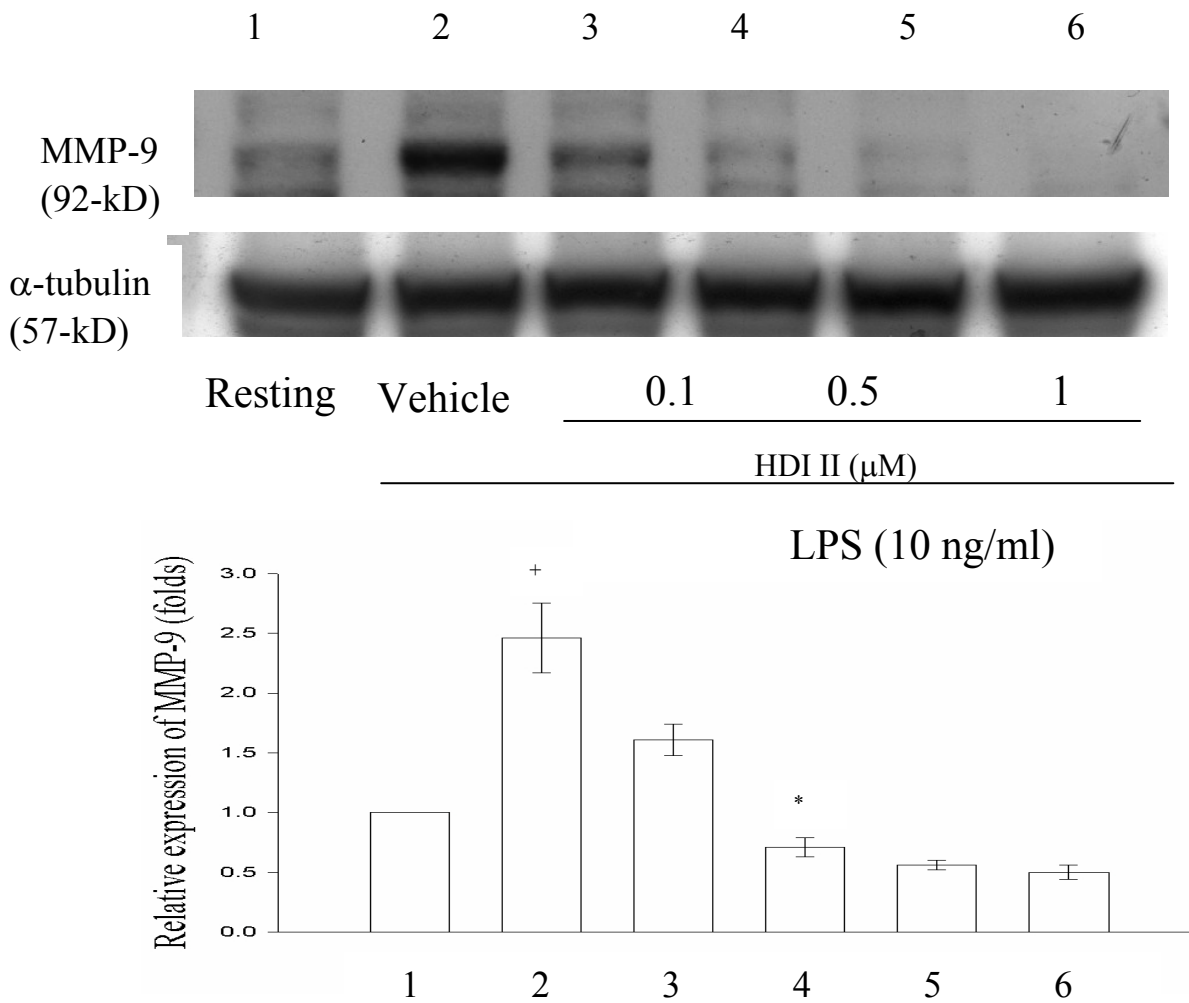 1 2 3 4 5 6
MMP-9
(92-kD)
α-tubulin
(57-kD)
Resting Vehicle 0.1 0.5 1
HDI II (μM)
LPS (10 ng/ml)
Relative expression of MMP-9 (folds)
3.0
2.5
2.0
1.5
1.0
0.5
0.0
+
*
1 2 3 4 5 6